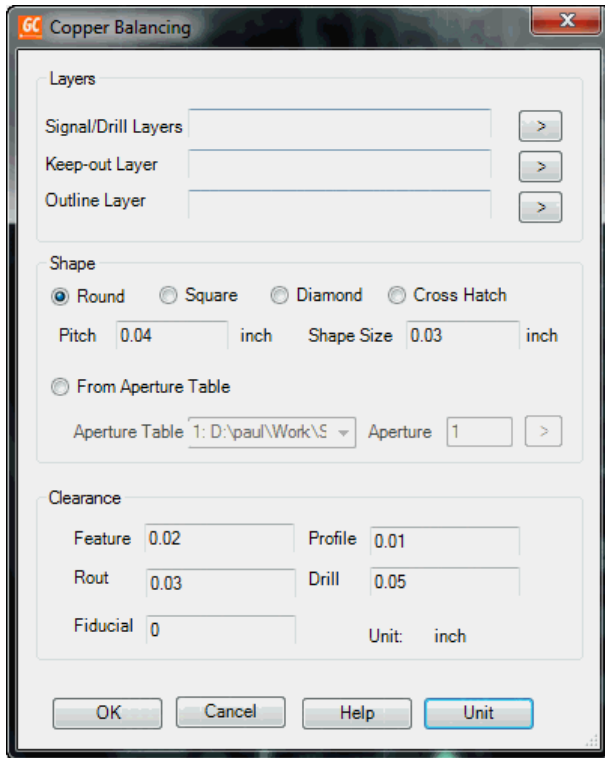 GC Copper Balancing
Layers
Signal/Drill Layers >
Keep-out Layer >
Outline Layer >
Shape
Round Square Diamond Cross Hatch
Pitch 0.04 inch Shape Size 0.03 inch
From Aperture Table
Aperture Table 1: D:\paul\Work\S Aperture 1 >
Clearance
Feature 0.02 Profile 0.01
Rout 0.03 Drill 0.05
Fiducial 0 Unit: inch
OK Cancel Help Unit